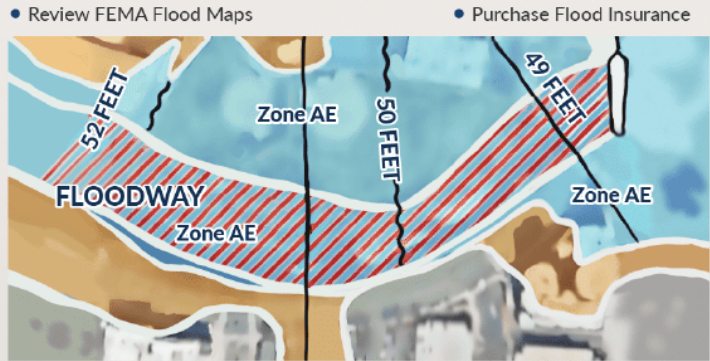 Review FEMA Flood Maps
Purchase Flood Insurance
52 FEET
Zone AE
50 FEET
49 FEET
FLOODWAY
Zone AE
Zone AE